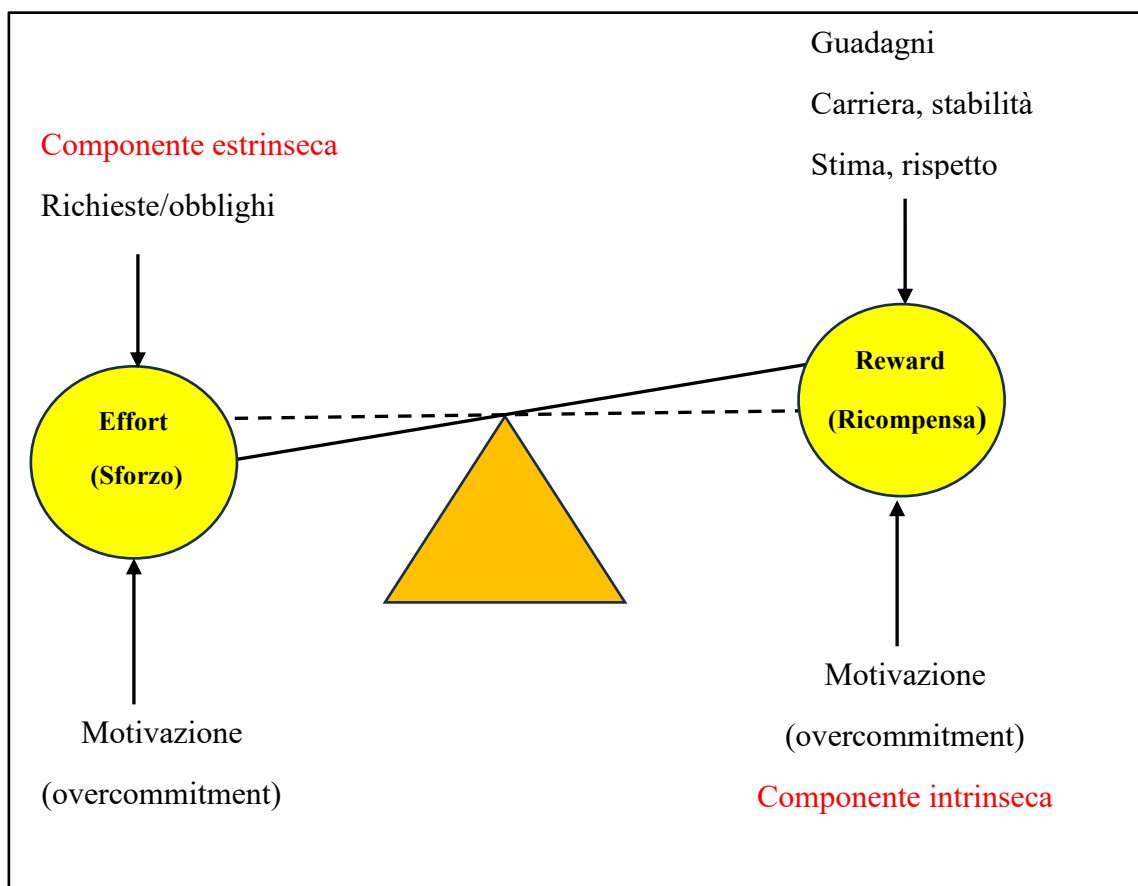 Guadagni
Carriera, stabilità
Stima, rispetto
Componente estrinseca
Richieste/obblighi
Effort
(Sforzo)
Reward
(Ricompensa)
Motivazione
(overcommitment)
Motivazione
(overcommitment)
Componente intrinseca